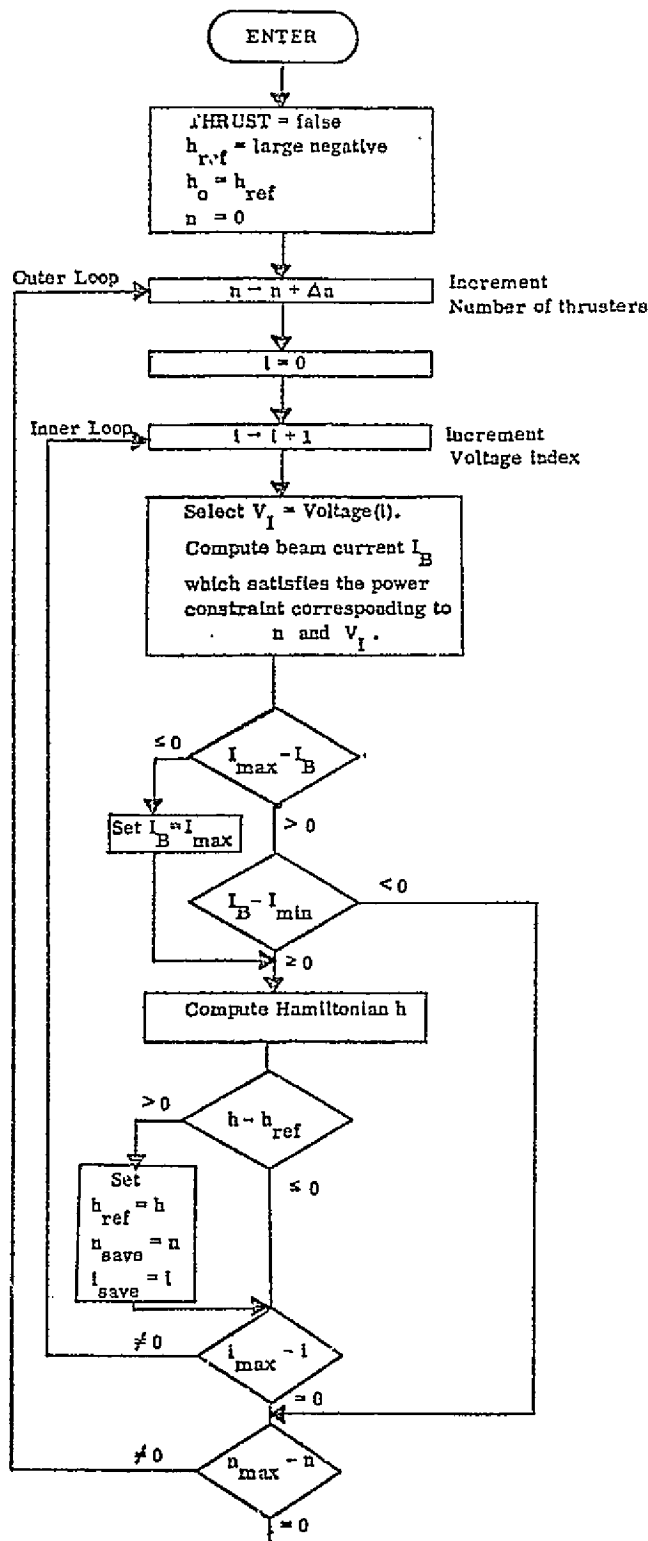 ENTER
THRUST = false
h_ref = large negative
h_o = h_ref
n = 0
Outer Loop
n → n + Δn
Increment
Number of thrusters
i = 0
Inner Loop
i → i + 1
Increment
Voltage index
Select V_I = Voltage(i).
Compute beam current I_B
which satisfies the power
constraint corresponding to
n and V_I.
≤ 0
I_max - I_B
Set I_B = I_max
> 0
I_B - I_min
< 0
≥ 0
Compute Hamiltonian h
> 0
h - h_ref
≤ 0
Set
h_ref = h
n_save = n
i_save = i
≠ 0
i_max - i
= 0
≠ 0
n_max - n
= 0